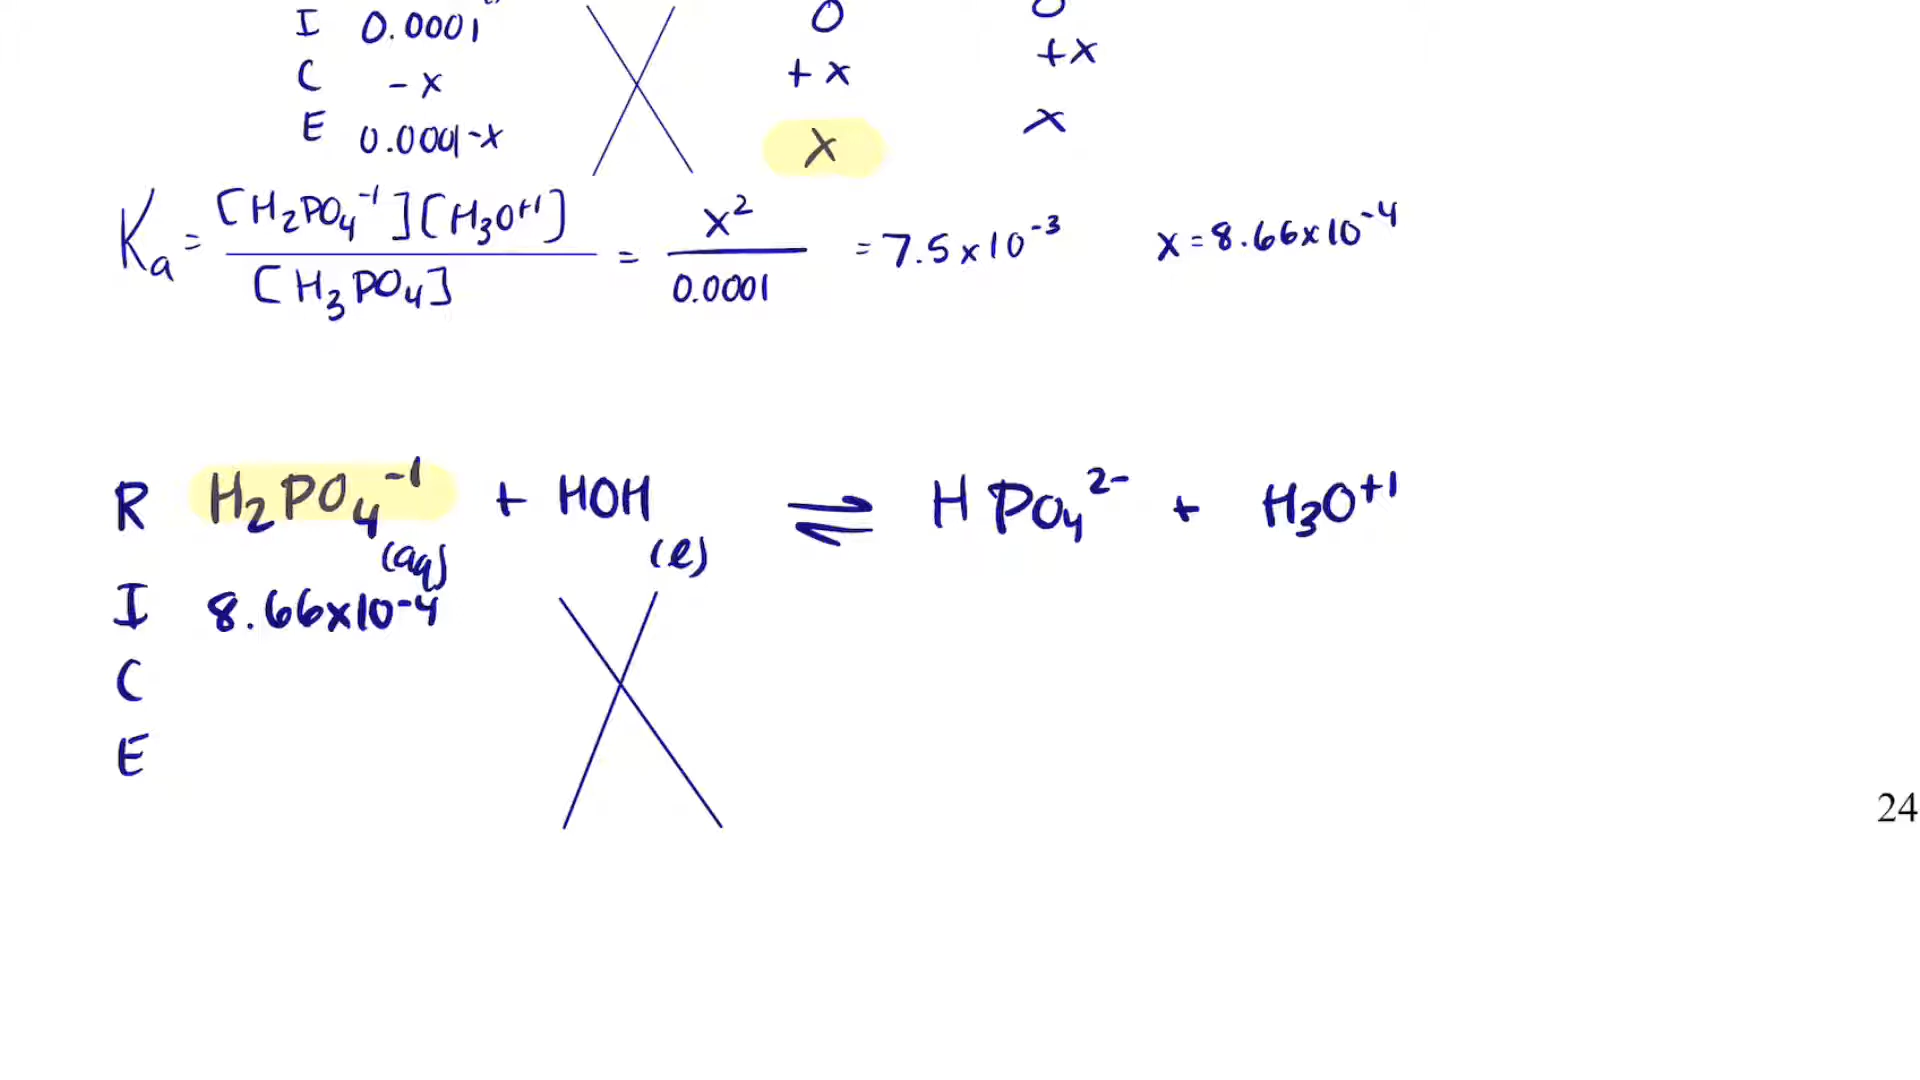 I 0.0001 0 0
C -x +x +x
E 0.0001-x x x
Ka = [H₂PO₄⁻¹][H₃O⁺¹] / [H₃PO₄] = x² / 0.0001 = 7.5x10⁻³ x = 8.66x10⁻⁴
R H₂PO₄⁻¹(aq) + HOH(l) ⇌ HPO₄²⁻ + H₃O⁺¹
I 8.66x10⁻⁴
C
E
24